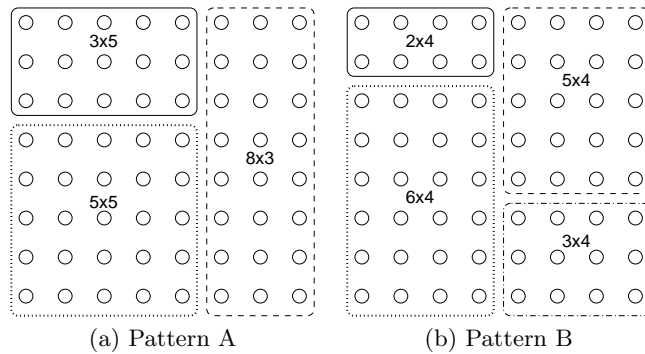 3x5
5x5
8x3
2x4
6x4
5x4
3x4
(a) Pattern A
(b) Pattern B